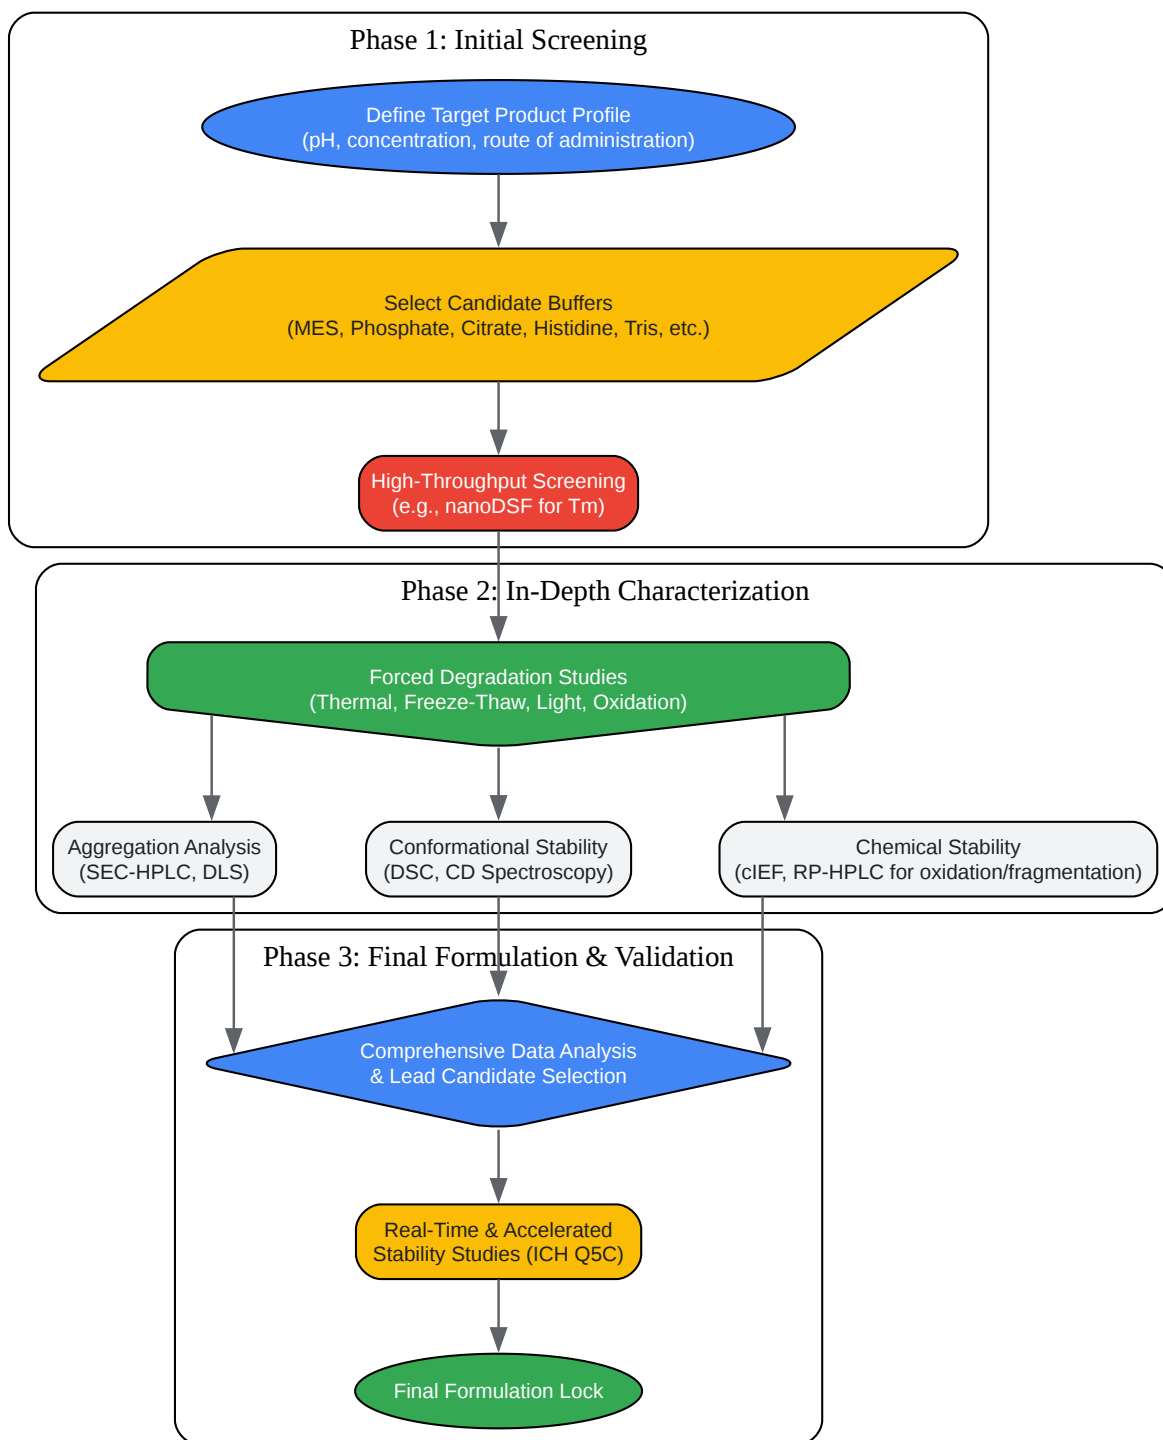 Phase 1: Initial Screening
Define Target Product Profile
(pH, concentration, route of administration)
Select Candidate Buffers
(MES, Phosphate, Citrate, Histidine, Tris, etc.)
High-Throughput Screening
(e.g., nanoDSF for Tm)
Phase 2: In-Depth Characterization
Forced Degradation Studies
(Thermal, Freeze-Thaw, Light, Oxidation)
Aggregation Analysis
(SEC-HPLC, DLS)
Conformational Stability
(DSC, CD Spectroscopy)
Chemical Stability
(cIEF, RP-HPLC for oxidation/fragmentation)
Phase 3: Final Formulation & Validation
Comprehensive Data Analysis
& Lead Candidate Selection
Real-Time & Accelerated
Stability Studies (ICH Q5C)
Final Formulation Lock